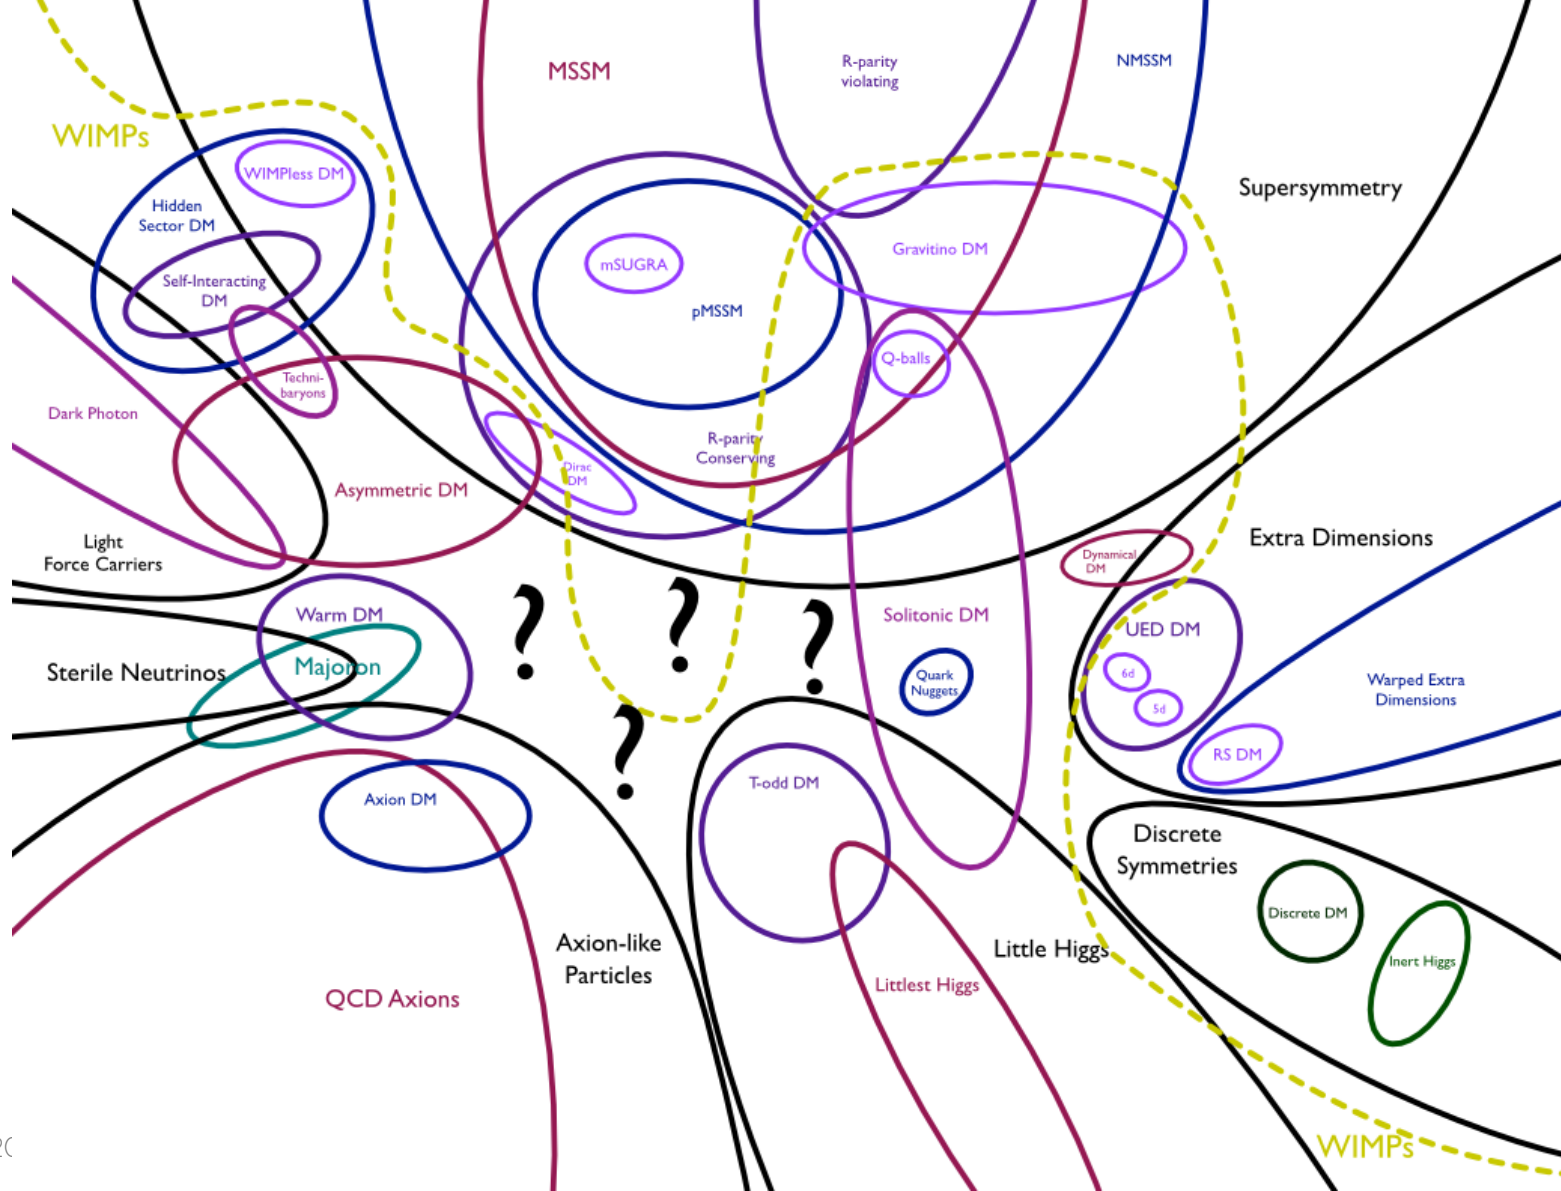 MSSM
R-parity
violating
NMSSM
WIMPs
WIMPless DM
Supersymmetry
Hidden
Sector DM
Gravitino DM
mSUGRA
Self-Interacting
DM
pMSSM
Q-balls
Techni-
baryons
Dark Photon
R-parity
Conserving
Dirac
DM
Asymmetric DM
Light
Force Carriers
Extra Dimensions
Dynamical
DM
Warm DM
Solitonic DM
UED DM
? ? ? ?
Sterile Neutrinos
Majoron
Quark
Nuggets
6d
5d
Warped Extra
Dimensions
RS DM
T-odd DM
Axion DM
Discrete
Symmetries
Discrete DM
Axion-like
Particles
Little Higgs
Inert Higgs
QCD Axions
Littlest Higgs
WIMPs